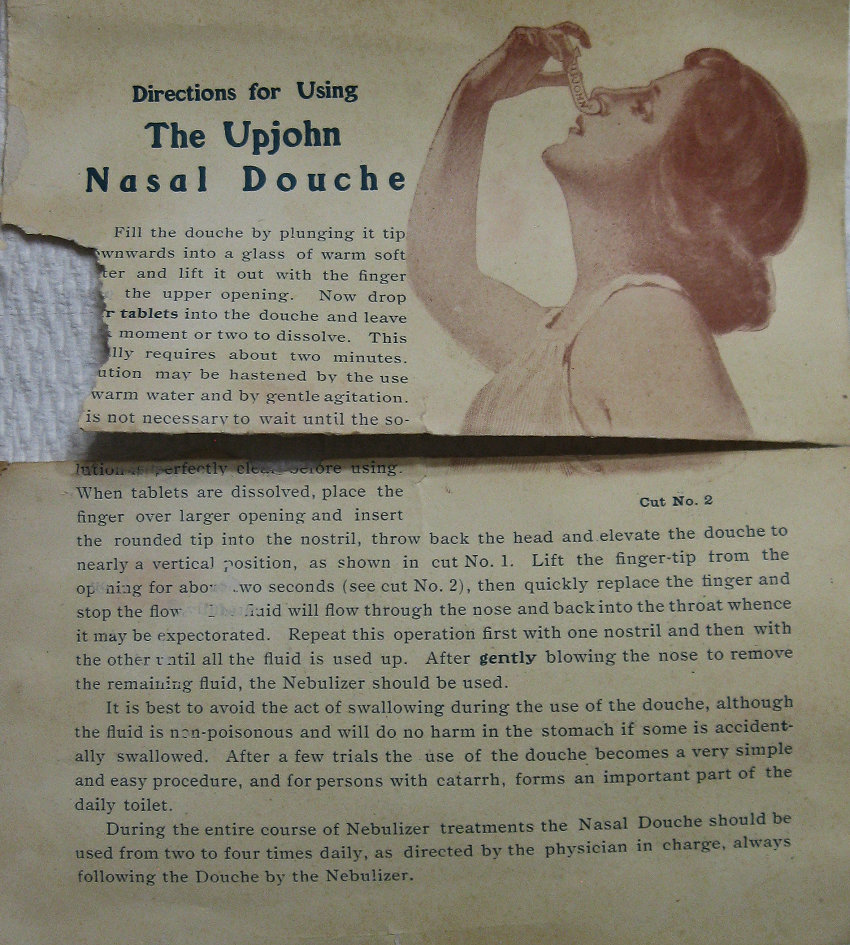 Directions for Using
The Upjohn
Nasal Douche
UPJOHN
Fill the douche by plunging it tip
wnwards into a glass of warm soft
ter and lift it out with the finger
the upper opening. Now drop
r tablets into the douche and leave
moment or two to dissolve. This
lly requires about two minutes.
ution may be hastened by the use
warm water and by gentle agitation.
is not necessary to wait until the so-
lution is perfectly clear before using.
When tablets are dissolved, place the
finger over larger opening and insert
Cut No. 2
the rounded tip into the nostril, throw back the head and elevate the douche to
nearly a vertical position, as shown in cut No. 1. Lift the finger-tip from the
op ning for abo two seconds (see cut No. 2), then quickly replace the finger and
stop the flow fluid will flow through the nose and back into the throat whence
it may be expectorated. Repeat this operation first with one nostril and then with
the other until all the fluid is used up. After gently blowing the nose to remove
the remaining fluid, the Nebulizer should be used.
It is best to avoid the act of swallowing during the use of the douche, although
the fluid is non-poisonous and will do no harm in the stomach if some is accident-
ally swallowed. After a few trials the use of the douche becomes a very simple
and easy procedure, and for persons with catarrh, forms an important part of the
daily toilet.
During the entire course of Nebulizer treatments the Nasal Douche should be
used from two to four times daily, as directed by the physician in charge, always
following the Douche by the Nebulizer.